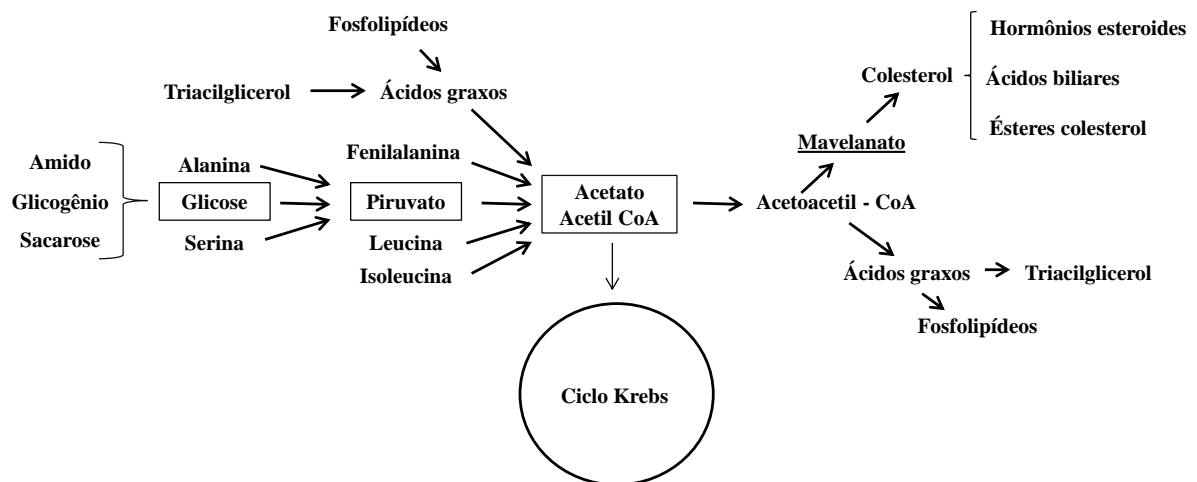 Fosfolipídeos
Triacilglicerol
Ácidos graxos
Amido
Glicogênio
Sacarose
Alanina
Glicose
Serina
Fenilalanina
Piruvato
Leucina
Isoleucina
Acetato
Acetil CoA
Ciclo Krebs
Acetoacetil - CoA
Mavelanato
Colesterol
Hormônios esteroides
Ácidos biliares
Ésteres colesterol
Ácidos graxos
Triacilglicerol
Fosfolipídeos